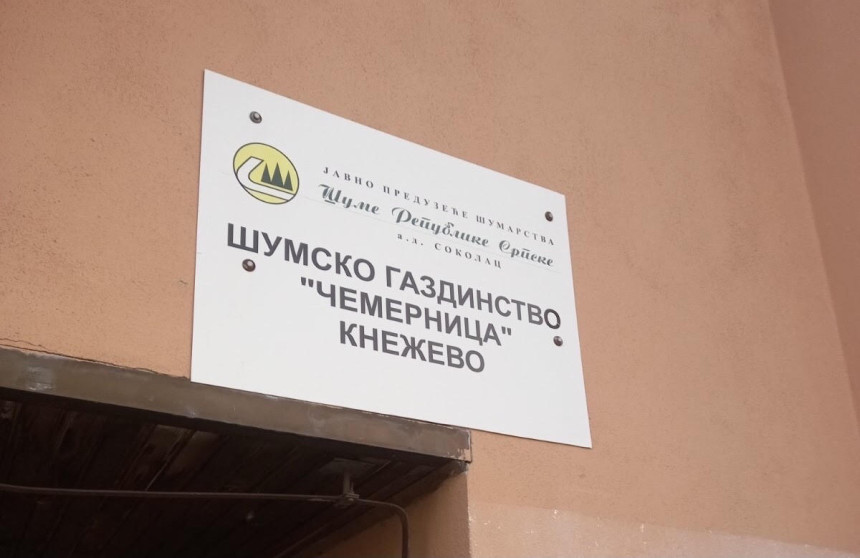 ЈАВНО ПРЕДУЗЕЋЕ ШУМАРСТВА
Шуме Републике Српске
а.д. СОКОЛАЦ
ШУМСКО ГАЗДИНСТВО
"ЧЕМЕРНИЦА"
КНЕЖЕВО